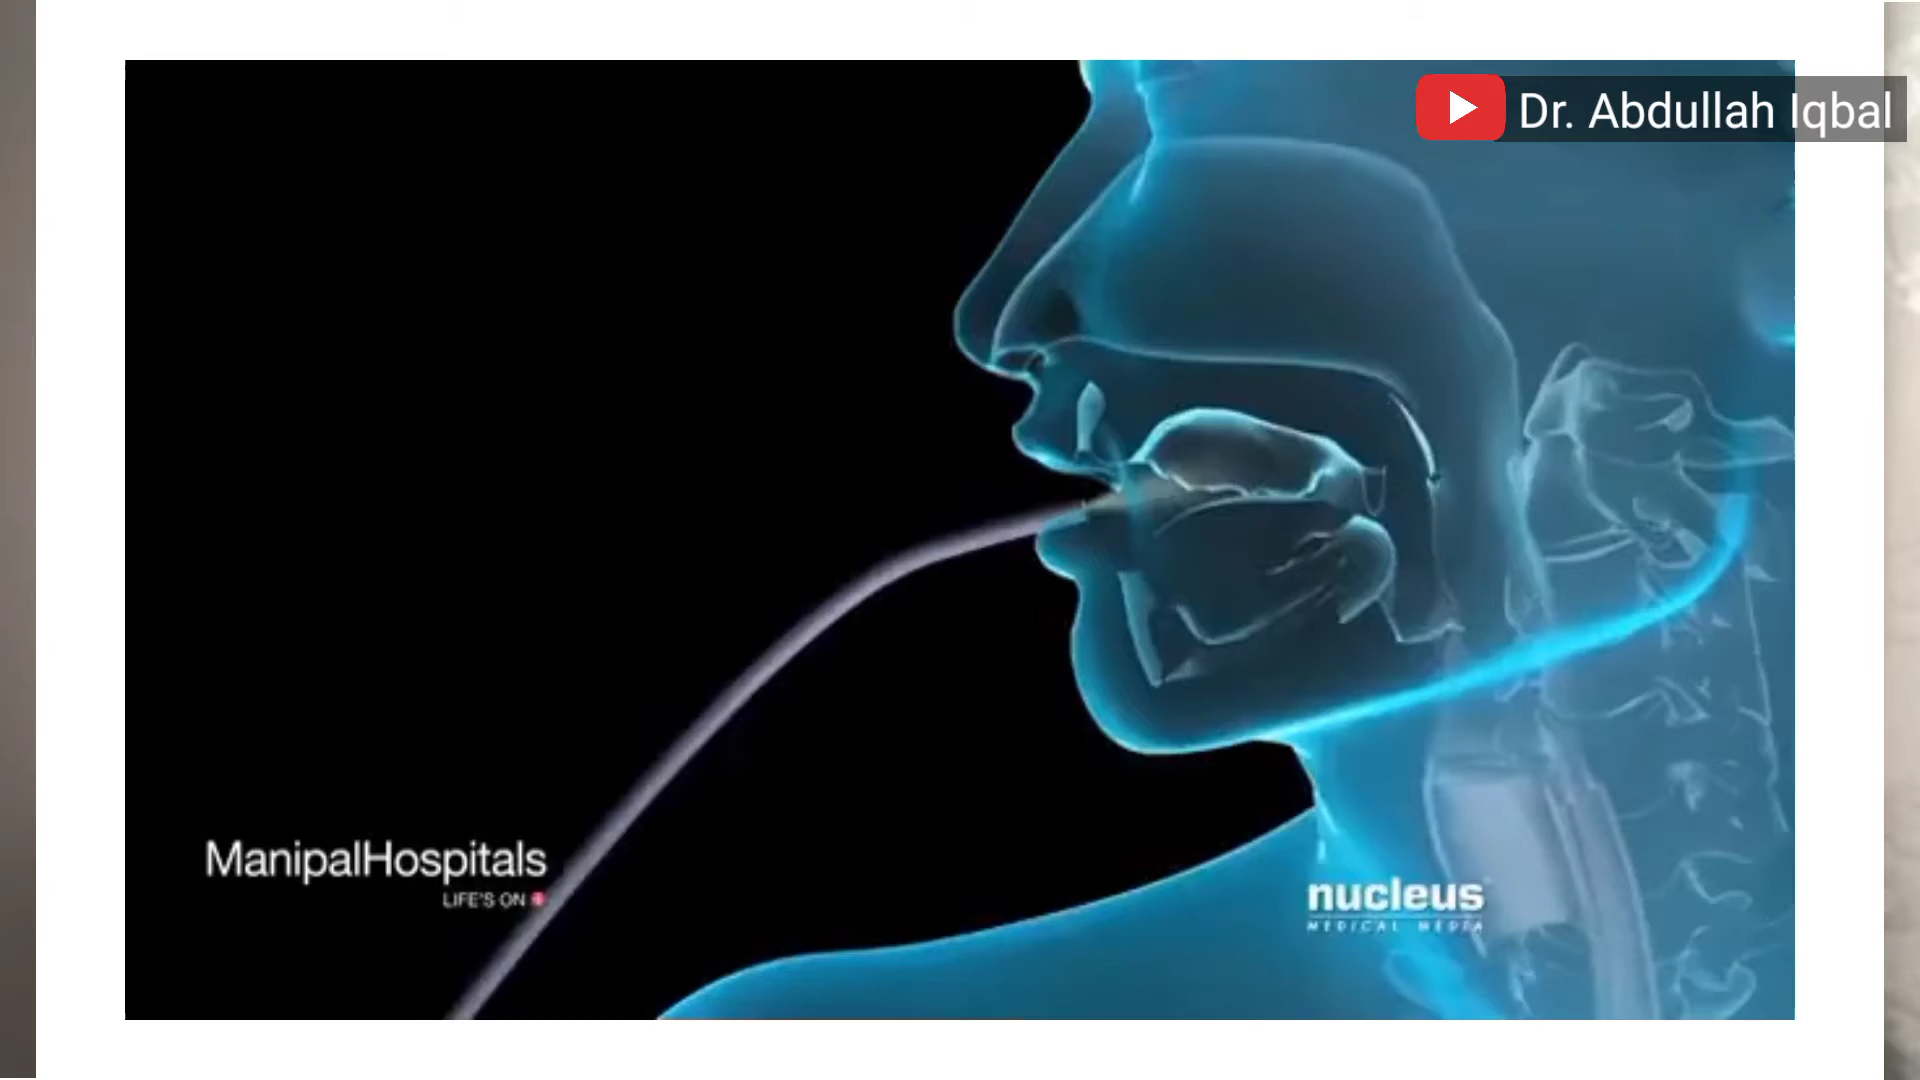 Dr. Abdullah Iqbal
ManipalHospitals
LIFE'S ON
nucleus
MEDICAL MEDIA